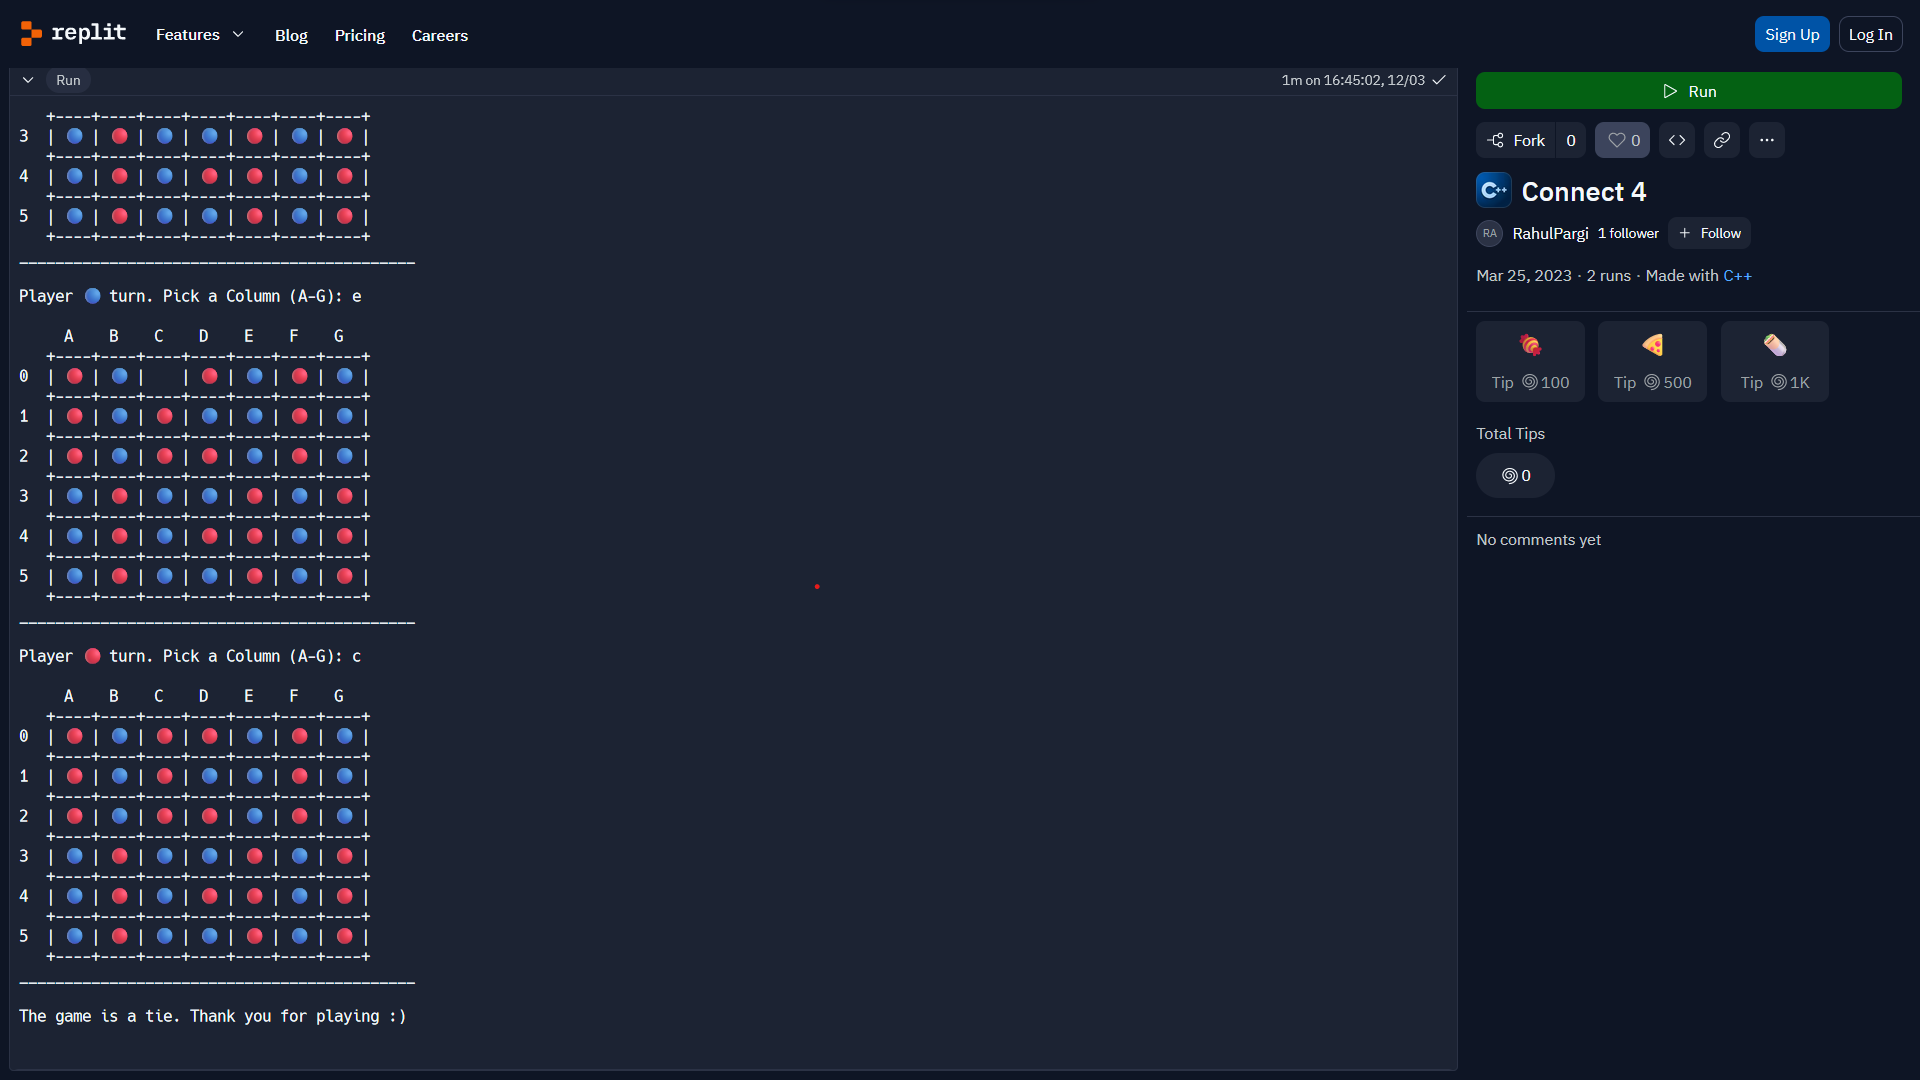 replit Features Blog Pricing Careers Sign Up Log In
Run 1m on 16:45:02, 12/03
+----+----+----+----+----+----+----+
3 | 🔵 | 🔴 | 🔵 | 🔵 | 🔴 | 🔵 | 🔴 |
+----+----+----+----+----+----+----+
4 | 🔵 | 🔴 | 🔵 | 🔴 | 🔴 | 🔵 | 🔴 |
+----+----+----+----+----+----+----+
5 | 🔵 | 🔴 | 🔵 | 🔵 | 🔴 | 🔵 | 🔴 |
+----+----+----+----+----+----+----+
____________________________________________
Player 🔵 turn. Pick a Column (A-G): e
A B C D E F G
+----+----+----+----+----+----+----+
0 | 🔴 | 🔵 | | 🔴 | 🔵 | 🔴 | 🔵 |
+----+----+----+----+----+----+----+
1 | 🔴 | 🔵 | 🔴 | 🔵 | 🔵 | 🔴 | 🔵 |
+----+----+----+----+----+----+----+
2 | 🔴 | 🔵 | 🔴 | 🔴 | 🔵 | 🔴 | 🔵 |
+----+----+----+----+----+----+----+
3 | 🔵 | 🔴 | 🔵 | 🔵 | 🔴 | 🔵 | 🔴 |
+----+----+----+----+----+----+----+
4 | 🔵 | 🔴 | 🔵 | 🔴 | 🔴 | 🔵 | 🔴 |
+----+----+----+----+----+----+----+
5 | 🔵 | 🔴 | 🔵 | 🔵 | 🔴 | 🔵 | 🔴 |
+----+----+----+----+----+----+----+
____________________________________________
Player 🔴 turn. Pick a Column (A-G): c
A B C D E F G
+----+----+----+----+----+----+----+
0 | 🔴 | 🔵 | 🔴 | 🔴 | 🔵 | 🔴 | 🔵 |
+----+----+----+----+----+----+----+
1 | 🔴 | 🔵 | 🔴 | 🔵 | 🔵 | 🔴 | 🔵 |
+----+----+----+----+----+----+----+
2 | 🔴 | 🔵 | 🔴 | 🔴 | 🔵 | 🔴 | 🔵 |
+----+----+----+----+----+----+----+
3 | 🔵 | 🔴 | 🔵 | 🔵 | 🔴 | 🔵 | 🔴 |
+----+----+----+----+----+----+----+
4 | 🔵 | 🔴 | 🔵 | 🔴 | 🔴 | 🔵 | 🔴 |
+----+----+----+----+----+----+----+
5 | 🔵 | 🔴 | 🔵 | 🔵 | 🔴 | 🔵 | 🔴 |
+----+----+----+----+----+----+----+
____________________________________________
The game is a tie. Thank you for playing :)
Run
Fork 0 0
C++ Connect 4
RA RahulPargi 1 follower + Follow
Mar 25, 2023 · 2 runs · Made with C++
Tip 100 Tip 500 Tip 1K
Total Tips
0
No comments yet